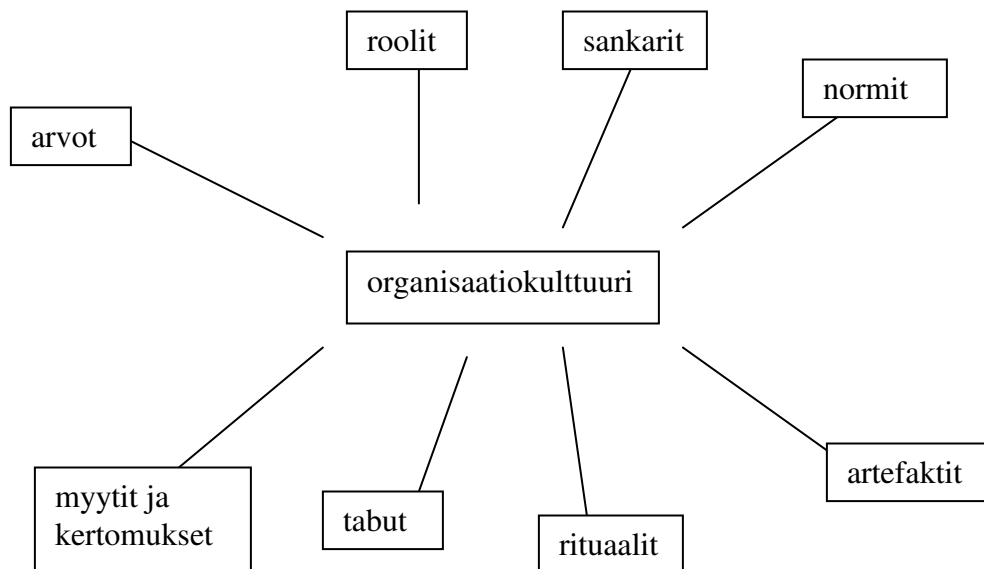 roolit
sankarit
normit
arvot
organisaatiokulttuuri
artefaktit
myytit ja
kertomukset
tabut
rituaalit